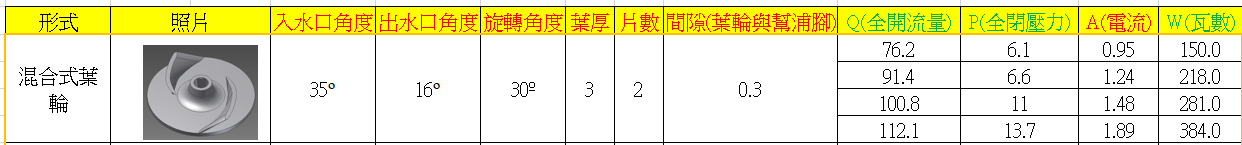 形式 照片 入水口角度 出水口角度 旋轉角度 葉厚 片數 間隙(葉輪與幫浦腳) Q(全開流量) P(全閉壓力) A(電流) W(瓦數)
混合式葉
輪
35° 16° 30º 3 2 0.3
76.2 6.1 0.95 150.0
91.4 6.6 1.24 218.0
100.8 11 1.48 281.0
112.1 13.7 1.89 384.0